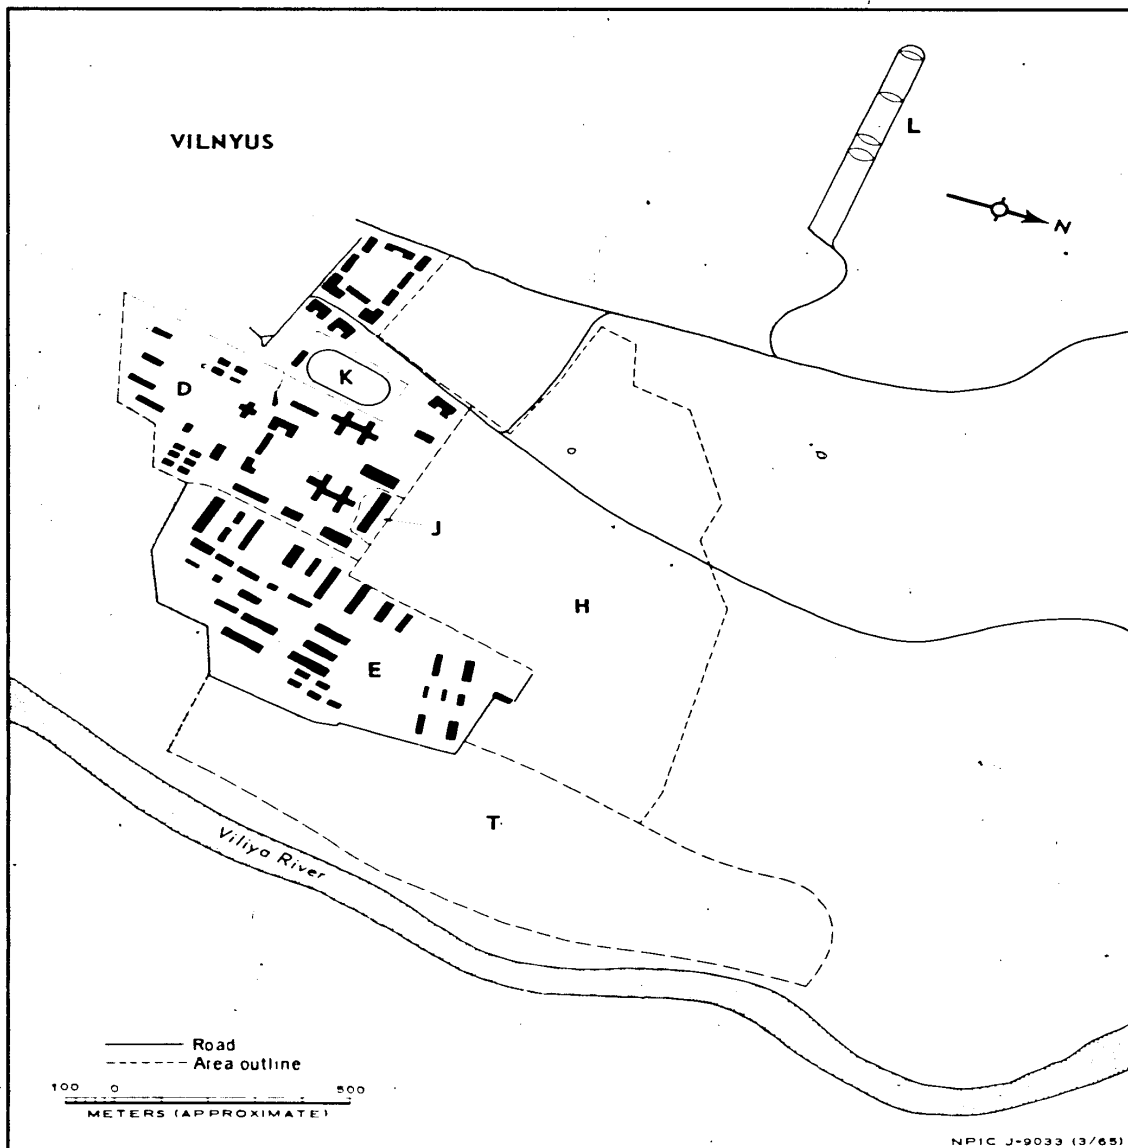 VILNYUS
L
N
K
D
J
H
E
T
Viliya River
Road
Area outline
100 0 500
METERS (APPROXIMATE)
NPIC J-9033 (3/65)